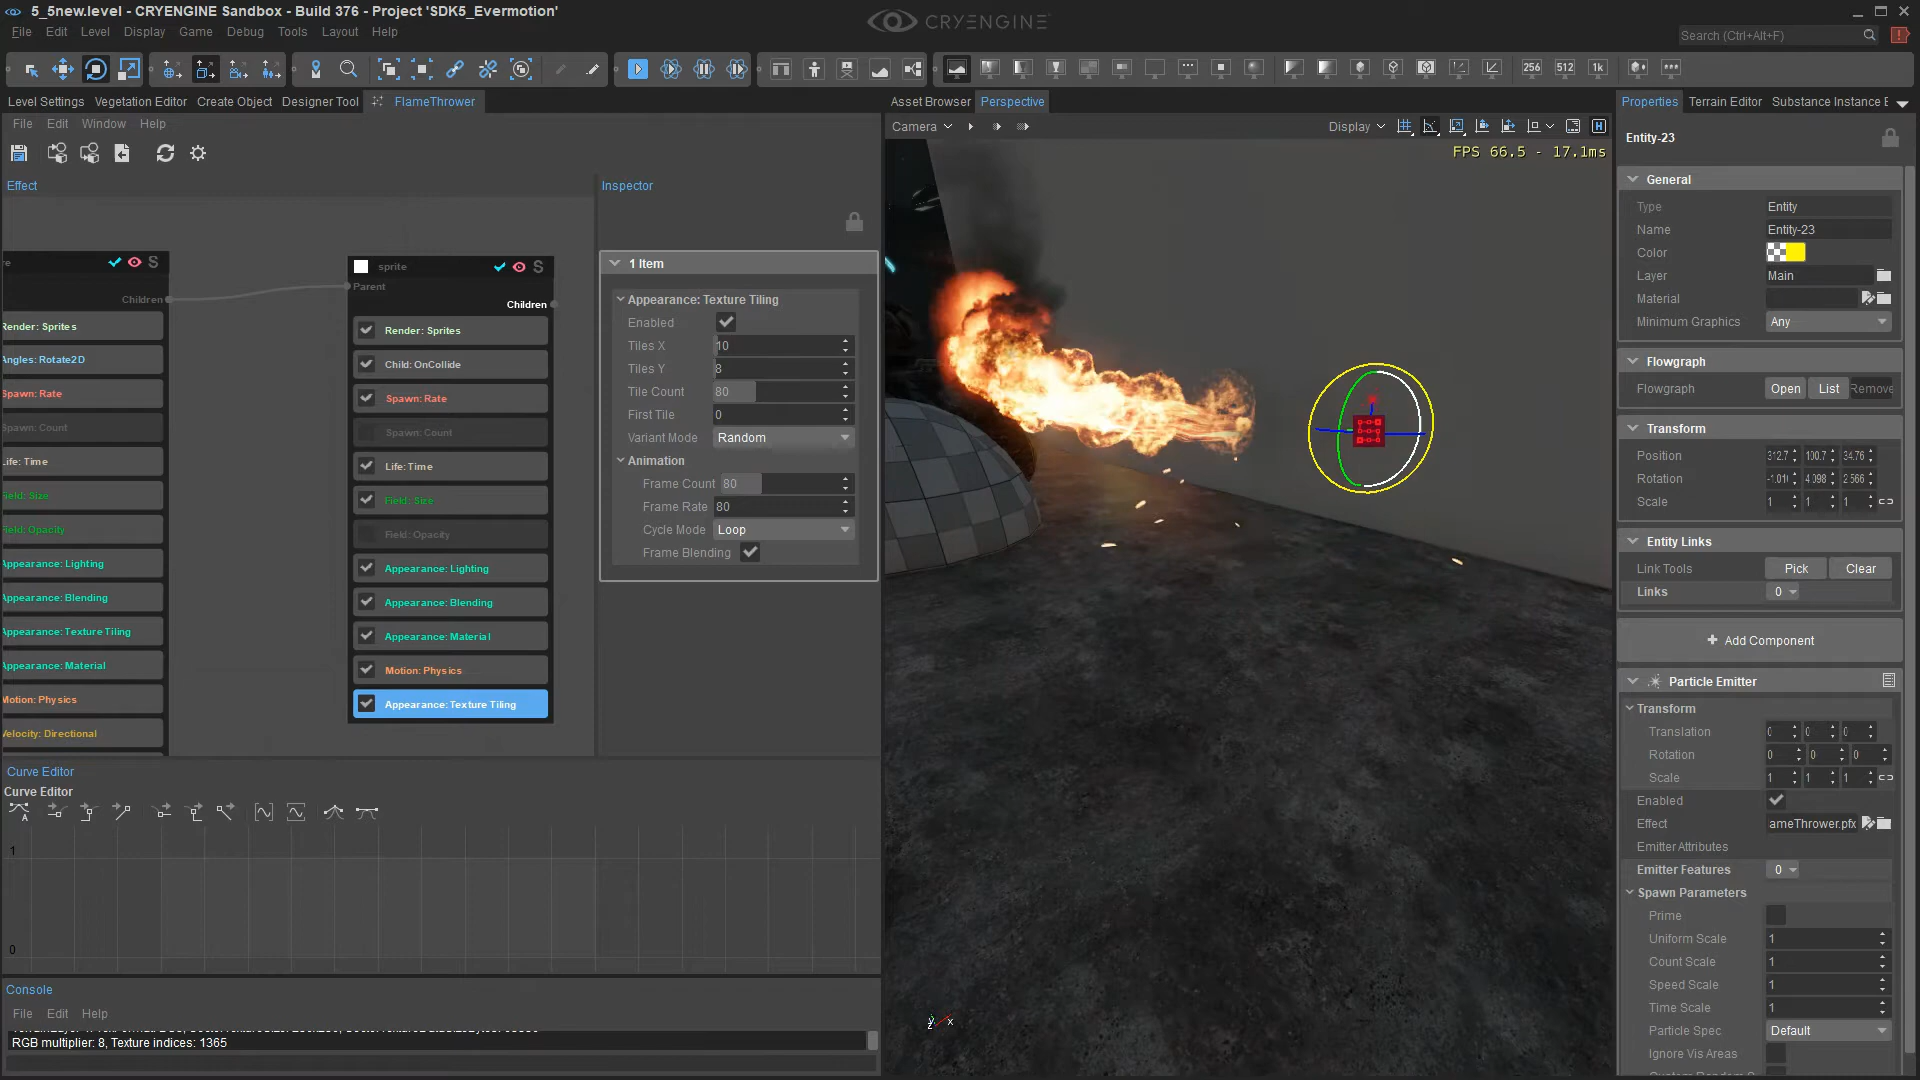 5_5new.level - CRYENGINE Sandbox - Build 376 - Project 'SDK5_Evermotion'
CRYENGINE
File Edit Level Display Game Debug Tools Layout Help
Search (Ctrl+Alt+F)
256 512 1k
Level Settings Vegetation Editor Create Object Designer Tool FlameThrower
File Edit Window Help
Effect
Children
Render: Sprites
Angles: Rotate2D
Spawn: Rate
Spawn: Count
Life: Time
Field: Size
Field: Opacity
Appearance: Lighting
Appearance: Blending
Appearance: Texture Tiling
Appearance: Material
Motion: Physics
Velocity: Directional
sprite S
Parent
Children
Render: Sprites
Child: OnCollide
Spawn: Rate
Spawn: Count
Life: Time
Field: Size
Field: Opacity
Appearance: Lighting
Appearance: Blending
Appearance: Material
Motion: Physics
Appearance: Texture Tiling
Inspector
1 Item
Appearance: Texture Tiling
Enabled
Tiles X 10
Tiles Y 8
Tile Count 80
First Tile 0
Variant Mode Random
Animation
Frame Count 80
Frame Rate 80
Cycle Mode Loop
Frame Blending
Curve Editor
Curve Editor
1
0
Console
File Edit Help
RGB multiplier: 8, Texture indices: 1365
Asset Browser Perspective
Camera
Display
FPS 66.5 - 17.1ms
Properties Terrain Editor Substance Instance E
Entity-23
General
Type Entity
Name Entity-23
Color
Layer Main
Material
Minimum Graphics Any
Flowgraph
Flowgraph Open List Remove
Transform
Position 312.7 100.7 34.76
Rotation -1.01 4.098 2.566
Scale 1 1 1
Entity Links
Link Tools Pick Clear
Links 0
+ Add Component
Particle Emitter
Transform
Translation 0 0 0
Rotation 0 0 0
Scale 1 1 1
Enabled
Effect ameThrower.pfx
Emitter Attributes
Emitter Features 0
Spawn Parameters
Prime
Uniform Scale 1
Count Scale 1
Speed Scale 1
Time Scale 1
Particle Spec Default
Ignore Vis Areas